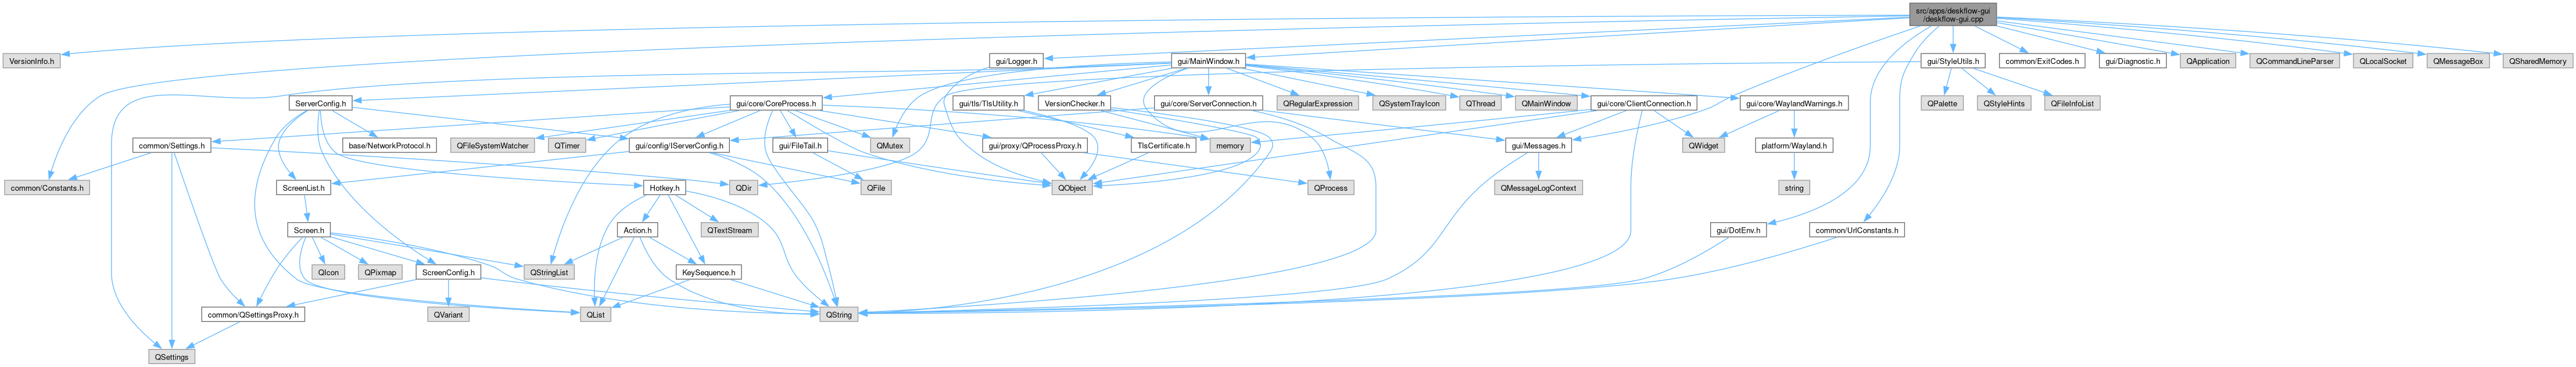 src/apps/deskflow-gui
/deskflow-gui.cpp
VersionInfo.h
gui/Logger.h
gui/MainWindow.h
gui/StyleUtils.h
common/ExitCodes.h
gui/Diagnostic.h
QApplication
QCommandLineParser
QLocalSocket
QMessageBox
QSharedMemory
ServerConfig.h
gui/core/CoreProcess.h
gui/tls/TlsUtility.h
VersionChecker.h
gui/core/ServerConnection.h
QRegularExpression
QSystemTrayIcon
QThread
QMainWindow
gui/core/ClientConnection.h
gui/core/WaylandWarnings.h
QPalette
QStyleHints
QFileInfoList
common/Settings.h
base/NetworkProtocol.h
QFileSystemWatcher
QTimer
gui/config/IServerConfig.h
gui/FileTail.h
QMutex
gui/proxy/QProcessProxy.h
TlsCertificate.h
memory
gui/Messages.h
QWidget
platform/Wayland.h
common/Constants.h
ScreenList.h
Hotkey.h
QDir
QFile
QObject
QProcess
QMessageLogContext
string
Screen.h
Action.h
QTextStream
gui/DotEnv.h
common/UrlConstants.h
QIcon
QPixmap
ScreenConfig.h
QStringList
KeySequence.h
common/QSettingsProxy.h
QVariant
QList
QString
QSettings